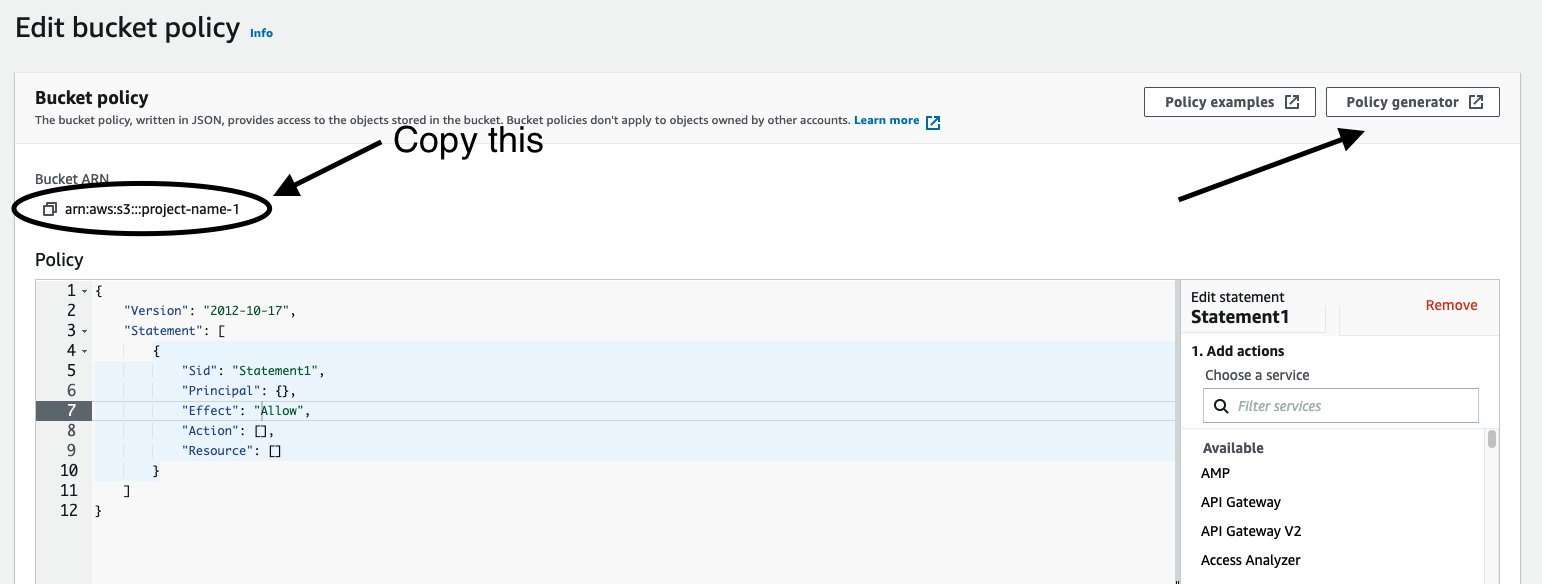 Edit bucket policy Info
Bucket policy
Policy examples
Policy generator
The bucket policy, written in JSON, provides access to the objects stored in the bucket. Bucket policies don't apply to objects owned by other accounts. Learn more
Copy this
Bucket ARN
arn:aws:s3:::project-name-1
Policy
1 {
2 "Version": "2012-10-17",
3 "Statement": [
4 {
5 "Sid": "Statement1",
6 "Principal": {},
7 "Effect": "Allow",
8 "Action": [],
9 "Resource": []
10 }
11 ]
12 }
Edit statement
Statement1
Remove
1. Add actions
Choose a service
Filter services
Available
AMP
API Gateway
API Gateway V2
Access Analyzer